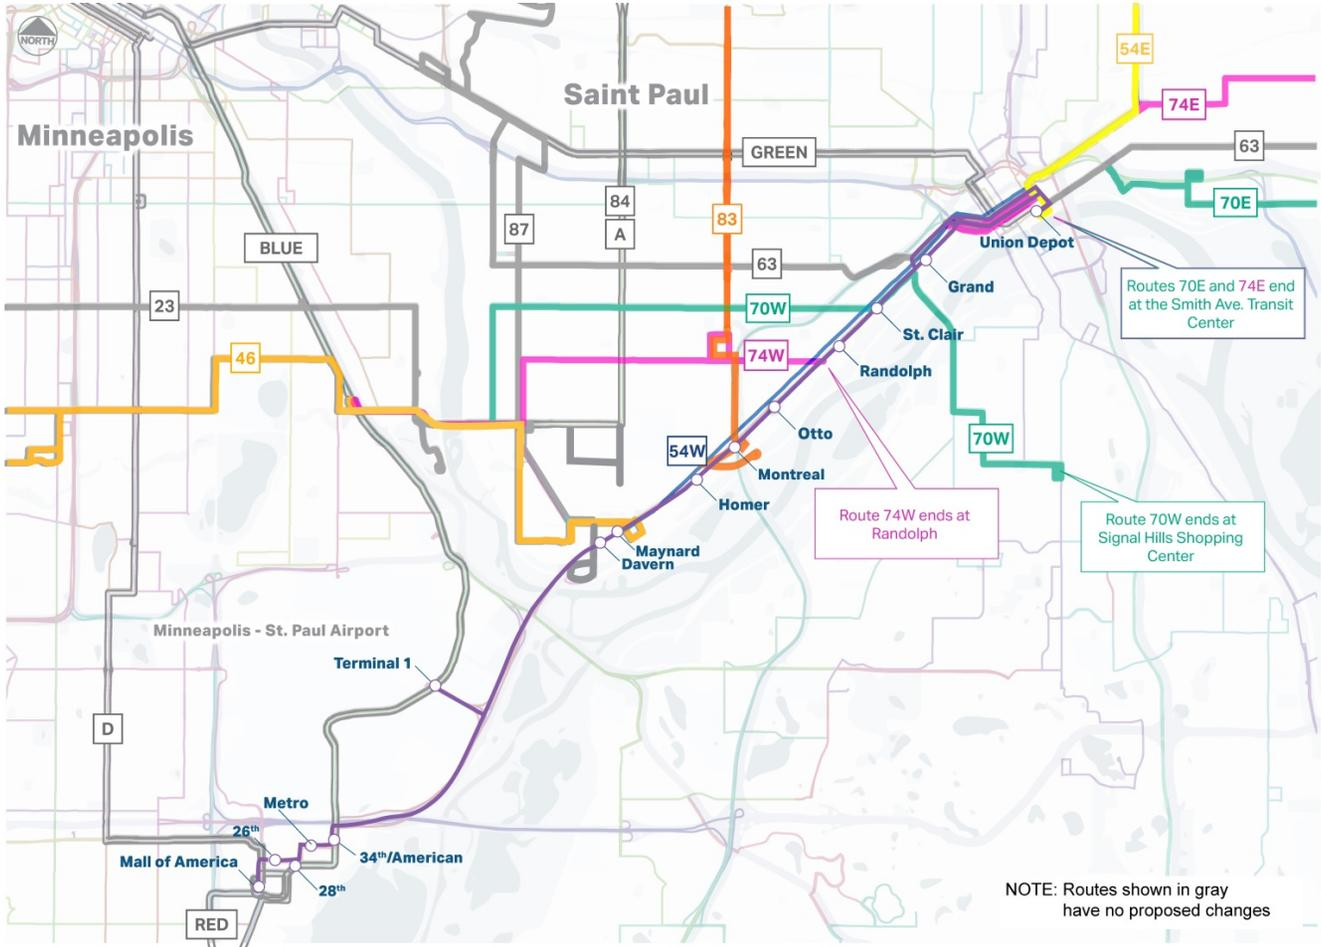 NORTH
54E
74E
Saint Paul
Minneapolis
GREEN
63
84
70E
83
87
A
BLUE
Union Depot
63
Grand
Routes 70E and 74E end
at the Smith Ave. Transit
Center
23
70W
St. Clair
46
74W
Randolph
Otto
70W
54W
Montreal
Homer
Route 74W ends at
Randolph
Route 70W ends at
Signal Hills Shopping
Center
Maynard
Davern
Minneapolis - St. Paul Airport
Terminal 1
D
Metro
26th
34th/American
Mall of America
28th
NOTE: Routes shown in gray
have no proposed changes
RED